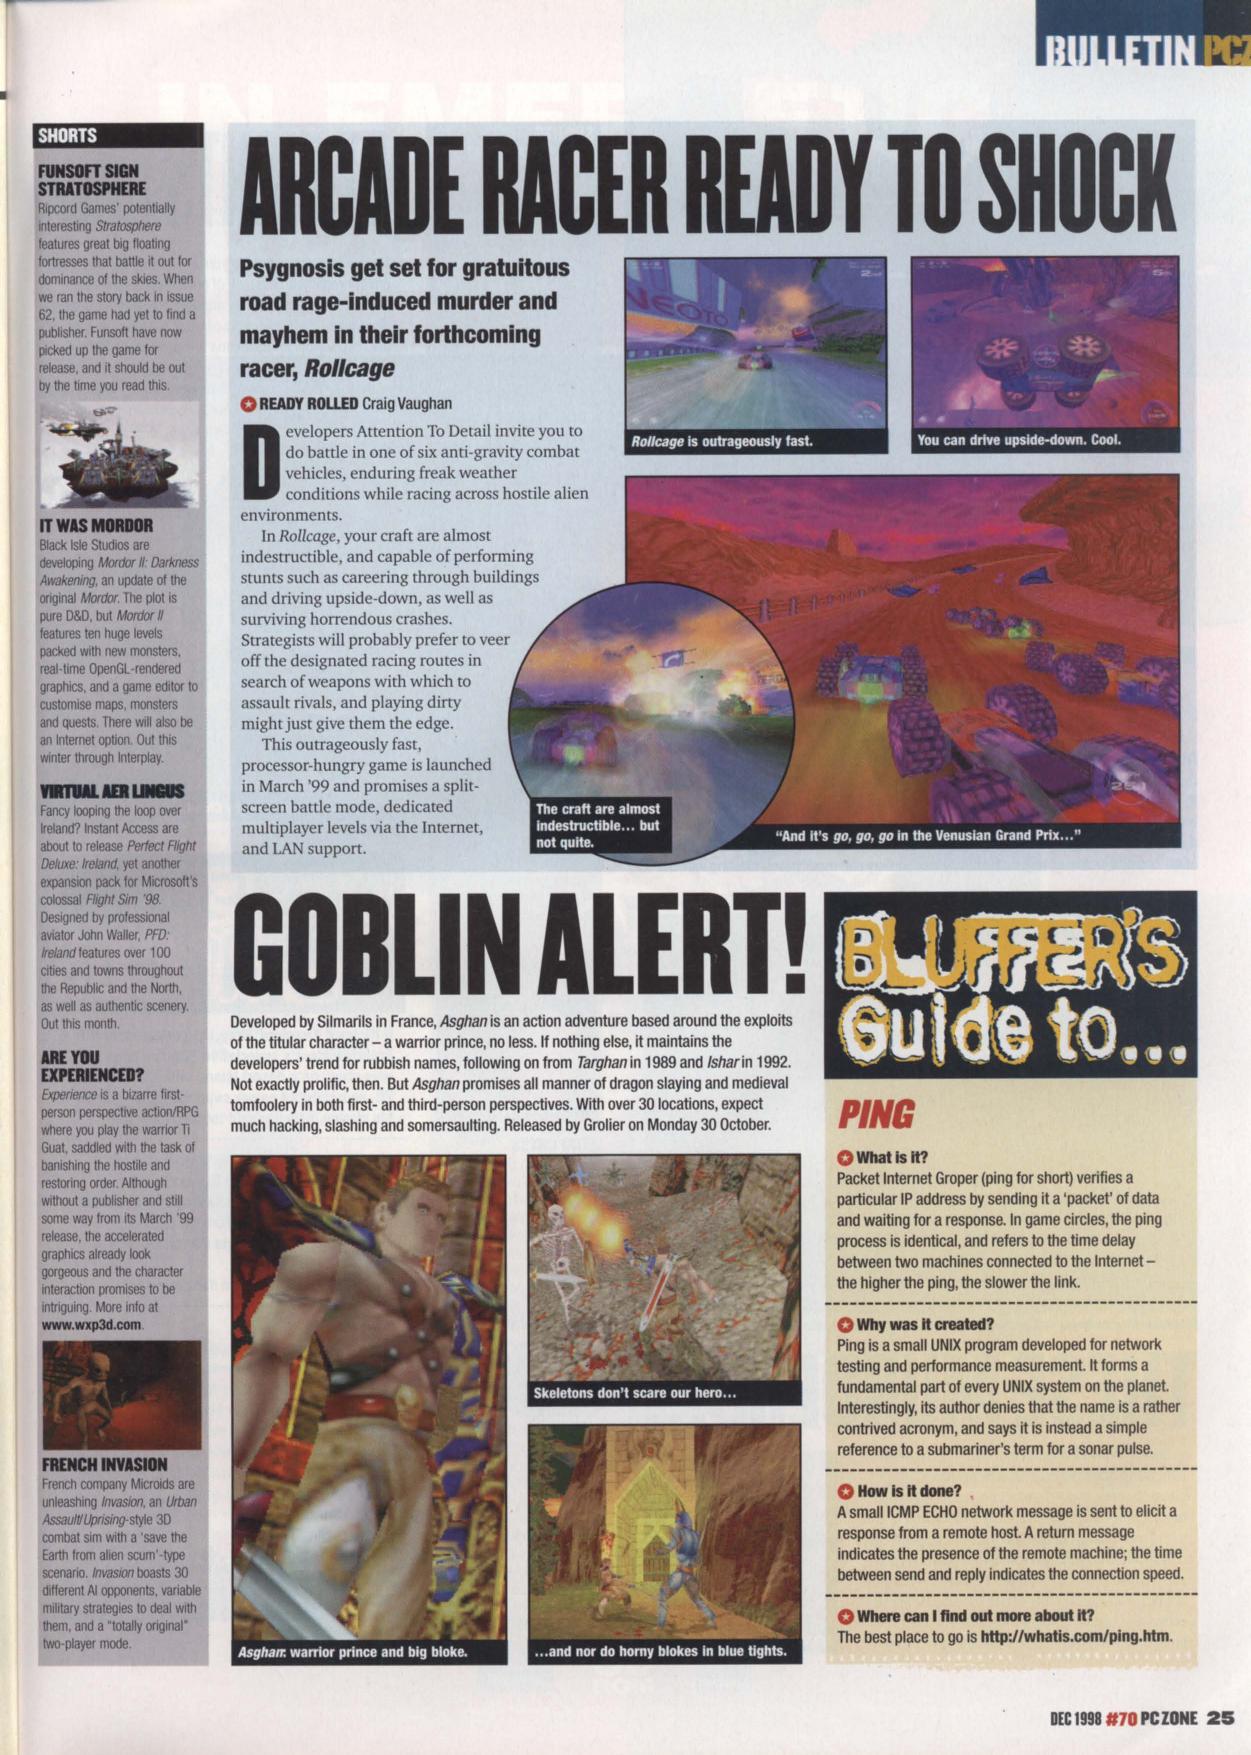 BULLETIN PCZ
SHORTS
FUNSOFT SIGN
STRATOSPHERE
Ripcord Games' potentially
interesting Stratosphere
features great big floating
fortresses that battle it out for
dominance of the skies. When
we ran the story back in issue
62, the game had yet to find a
publisher. Funsoft have now
picked up the game for
release, and it should be out
by the time you read this.
IT WAS MORDOR
Black Isle Studios are
developing Mordor II: Darkness
Awakening, an update of the
original Mordor. The plot is
pure D&D, but Mordor II
features ten huge levels
packed with new monsters,
real-time OpenGL-rendered
graphics, and a game editor to
customise maps, monsters
and quests. There will also be
an Internet option. Out this
winter through Interplay.
VIRTUAL AER LINGUS
Fancy looping the loop over
Ireland? Instant Access are
about to release Perfect Flight
Deluxe: Ireland, yet another
expansion pack for Microsoft's
colossal Flight Sim '98.
Designed by professional
aviator John Waller, PFD:
Ireland features over 100
cities and towns throughout
the Republic and the North,
as well as authentic scenery.
Out this month.
ARE YOU
EXPERIENCED?
Experience is a bizarre first-
person perspective action/RPG
where you play the warrior Ti
Guat, saddled with the task of
banishing the hostile and
restoring order. Although
without a publisher and still
some way from its March '99
release, the accelerated
graphics already look
gorgeous and the character
interaction promises to be
intriguing. More info at
www.wxp3d.com.
FRENCH INVASION
French company Microids are
unleashing Invasion, an Urban
Assault/Uprising-style 3D
combat sim with a 'save the
Earth from alien scum'-type
scenario. Invasion boasts 30
different AI opponents, variable
military strategies to deal with
them, and a "totally original"
two-player mode.
ARCADE RACER READY TO SHOCK
Psygnosis get set for gratuitous
road rage-induced murder and
mayhem in their forthcoming
racer, Rollcage
READY ROLLED Craig Vaughan
Developers Attention To Detail invite you to
do battle in one of six anti-gravity combat
vehicles, enduring freak weather
conditions while racing across hostile alien
environments.
In Rollcage, your craft are almost
indestructible, and capable of performing
stunts such as careering through buildings
and driving upside-down, as well as
surviving horrendous crashes.
Strategists will probably prefer to veer
off the designated racing routes in
search of weapons with which to
assault rivals, and playing dirty
might just give them the edge.
This outrageously fast,
processor-hungry game is launched
in March '99 and promises a split-
screen battle mode, dedicated
multiplayer levels via the Internet,
and LAN support.
NEOTO
2nd
Rollcage is outrageously fast.
5th
You can drive upside-down. Cool.
The craft are almost
indestructible... but
not quite.
"And it's go, go, go in the Venusian Grand Prix..."
GOBLIN ALERT!
Developed by Silmarils in France, Asghan is an action adventure based around the exploits
of the titular character – a warrior prince, no less. If nothing else, it maintains the
developers' trend for rubbish names, following on from Targhan in 1989 and Ishar in 1992.
Not exactly prolific, then. But Asghan promises all manner of dragon slaying and medieval
tomfoolery in both first- and third-person perspectives. With over 30 locations, expect
much hacking, slashing and somersaulting. Released by Grolier on Monday 30 October.
Asghan: warrior prince and big bloke.
Skeletons don't scare our hero...
...and nor do horny blokes in blue tights.
BLUFFER'S
Guide to...
PING
What is it?
Packet Internet Groper (ping for short) verifies a
particular IP address by sending it a 'packet' of data
and waiting for a response. In game circles, the ping
process is identical, and refers to the time delay
between two machines connected to the Internet –
the higher the ping, the slower the link.
Why was it created?
Ping is a small UNIX program developed for network
testing and performance measurement. It forms a
fundamental part of every UNIX system on the planet.
Interestingly, its author denies that the name is a rather
contrived acronym, and says it is instead a simple
reference to a submariner's term for a sonar pulse.
How is it done?
A small ICMP ECHO network message is sent to elicit a
response from a remote host. A return message
indicates the presence of the remote machine; the time
between send and reply indicates the connection speed.
Where can I find out more about it?
The best place to go is http://whatis.com/ping.htm.
DEC 1998 #70 PC ZONE 25